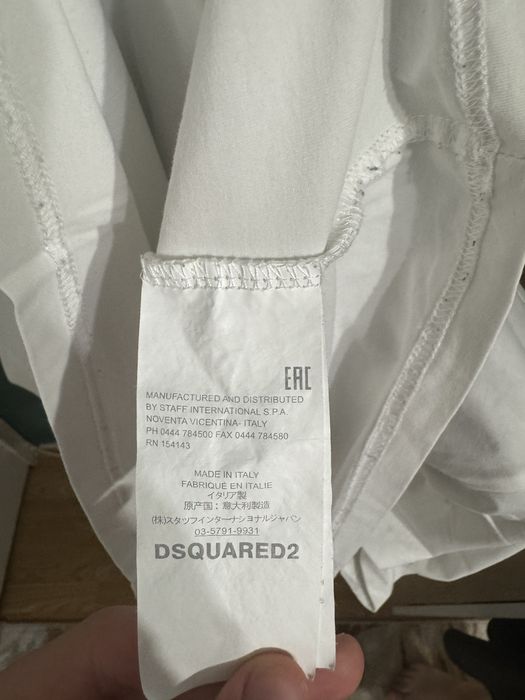 EAC
MANUFACTURED AND DISTRIBUTED
BY STAFF INTERNATIONAL S.P.A.
NOVENTA VICENTINA- ITALY
PH 0444 784500 FAX 0444 784580
RN 154143
MADE IN ITALY
FABRIQUÉ EN ITALIE
イタリア製
原产国：意大利製造
(株)スタッフインターナショナルジャパン
03-5791-9931
DSQUARED2